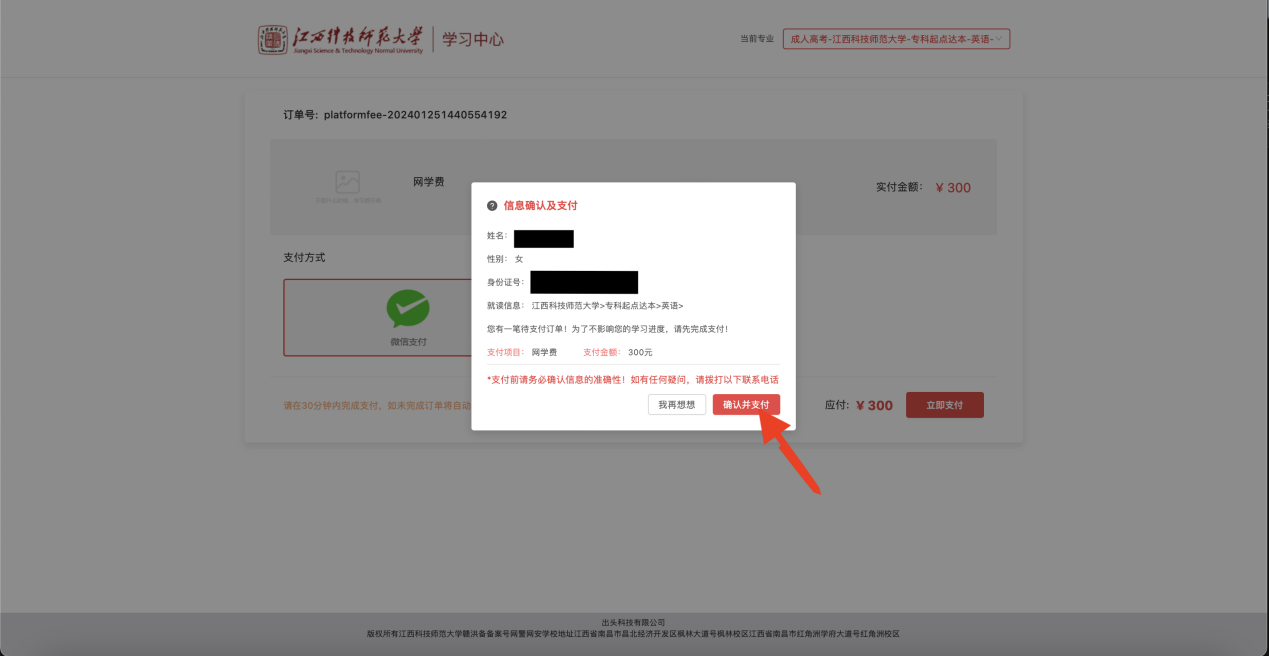 江西科技师范大学 学习中心
Jiangxi Science & Technology Normal University
当前专业 成人高考-江西科技师范大学-专科起点达本-英语-
订单号: platformfee-202401251440554192
网学费
实付金额: ¥ 300
支付方式
微信支付
请在30分钟内完成支付，如未完成订单将自动
应付: ¥ 300 立即支付
信息确认及支付
姓名:
性别: 女
身份证号:
就读信息: 江西科技师范大学>专科起点达本>英语>
您有一笔待支付订单！为了不影响您的学习进度，请先完成支付！
支付项目: 网学费 支付金额: 300元
*支付前请务必确认信息的准确性！如有任何疑问，请拨打以下联系电话
我再想想 确认并支付
出头科技有限公司
版权所有江西科技师范大学赣洪备备案号网警网安学校地址江西省南昌市昌北经济开发区枫林大道号枫林校区江西省南昌市红角洲学府大道号红角洲校区